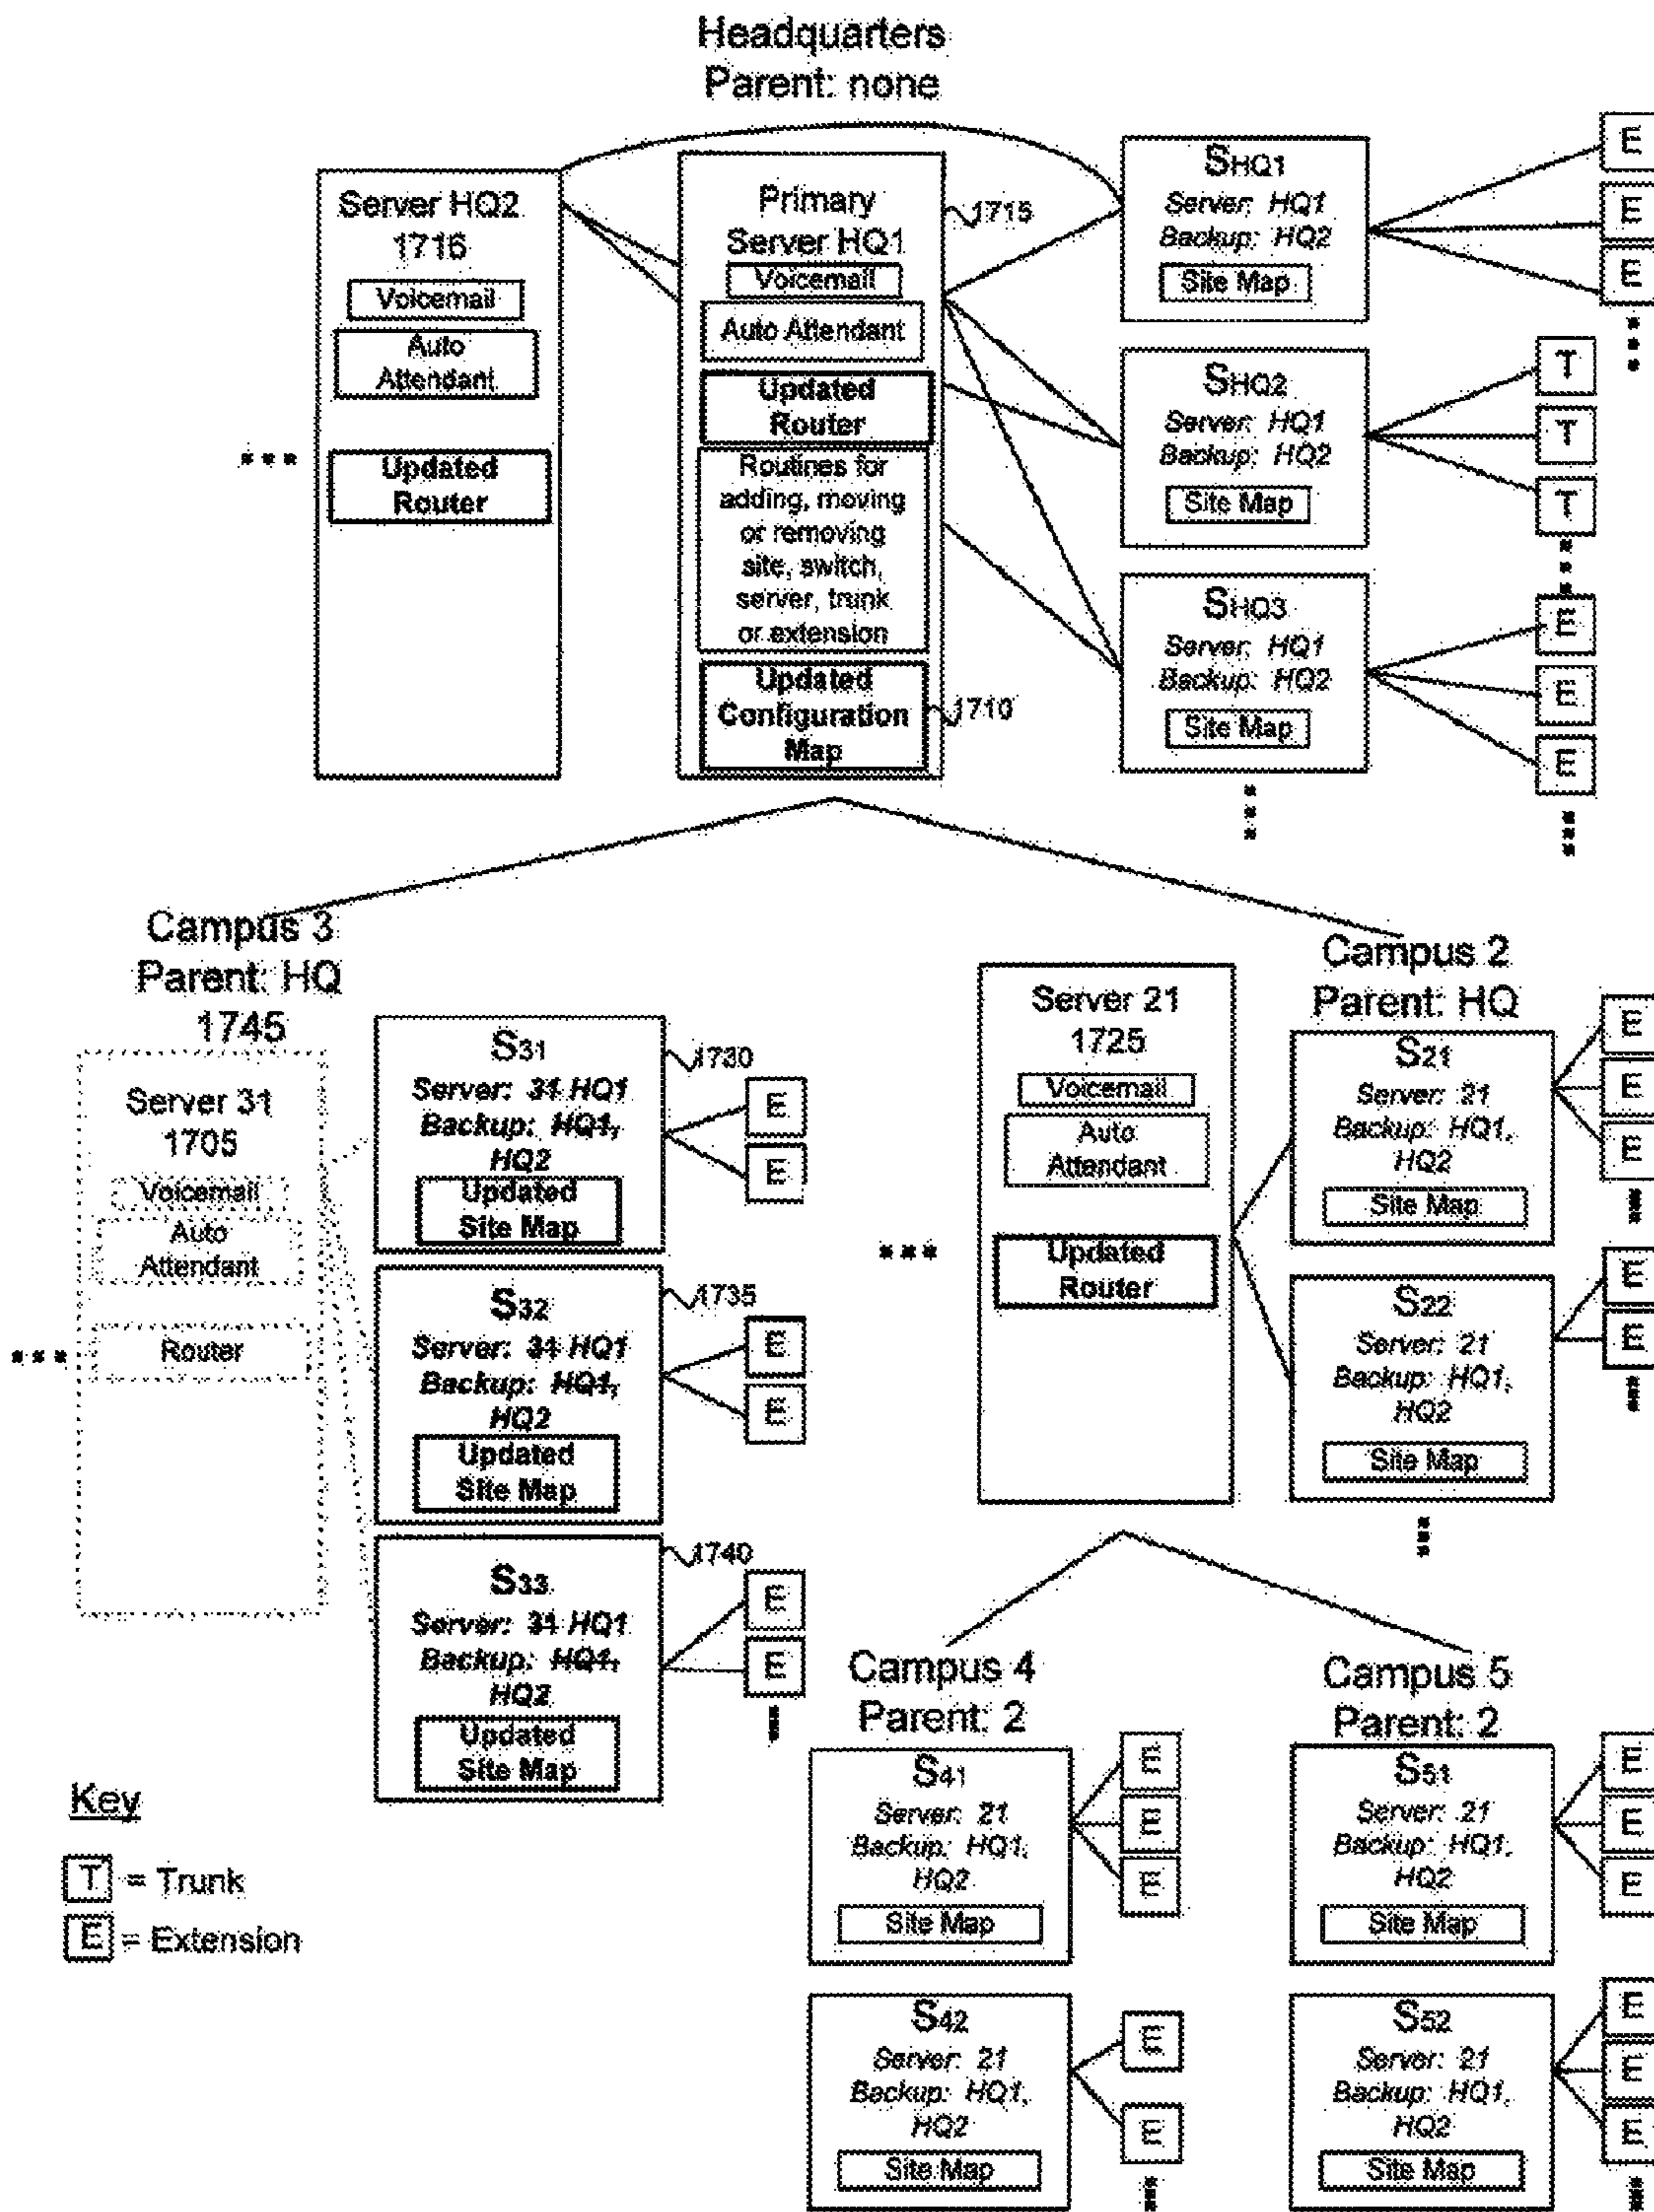 Headquarters
Parent: none
Server HQ2
1716
Voicemail
Auto
Attendant
Updated
Router
Primary
Server HQ1
1715
Voicemail
Auto Attendant
Updated
Router
Routines for
adding, moving
or removing
site, switch,
server, trunk
or extension
Updated
Configuration
Map
1710
SHQ1
Server: HQ1
Backup: HQ2
Site Map
E
E
E
SHQ2
Server: HQ1
Backup: HQ2
Site Map
T
T
T
SHQ3
Server: HQ1
Backup: HQ2
Site Map
E
E
E
Campus 3
Parent: HQ
1745
Server 31
1705
Voicemail
Auto
Attendant
Router
S31
1730
Server: 31 HQ1
Backup: HQ1,
HQ2
Updated
Site Map
E
E
S32
1735
Server: 31 HQ1
Backup: HQ1,
HQ2
Updated
Site Map
E
E
S33
1740
Server: 31 HQ1
Backup: HQ1,
HQ2
Updated
Site Map
E
E
Campus 2
Parent: HQ
Server 21
1725
Voicemail
Auto
Attendant
Updated
Router
S21
Server: 21
Backup: HQ1,
HQ2
Site Map
E
E
E
S22
Server: 21
Backup: HQ1,
HQ2
Site Map
E
E
Campus 4
Parent: 2
S41
Server: 21
Backup: HQ1,
HQ2
Site Map
E
E
E
S42
Server: 21
Backup: HQ1,
HQ2
Site Map
E
E
Campus 5
Parent: 2
S51
Server: 21
Backup: HQ1,
HQ2
Site Map
E
E
E
S52
Server: 21
Backup: HQ1,
HQ2
Site Map
E
E
E
Key
T = Trunk
E = Extension